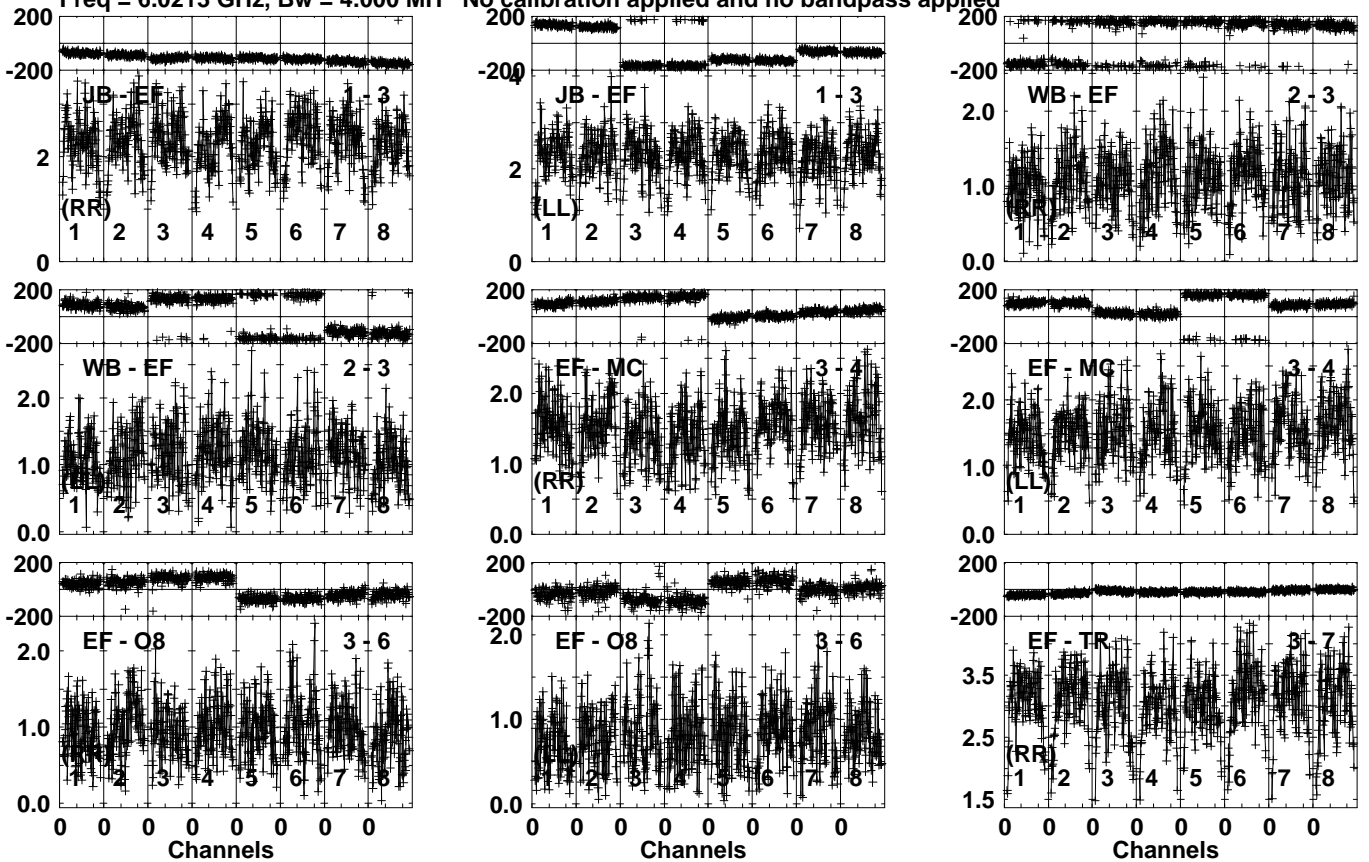 Freq = 6.0213 GHz, Bw = 4.000 MH No calibration applied and no bandpass applied
200 200 200
-200 -200 -200
JB - EF 1 - 3 JB - EF 1 - 3 WB - EF 2 - 3
4 2.0
2 2 1.0
(RR) (LL) (RR)
1 2 3 4 5 6 7 8 1 2 3 4 5 6 7 8 1 2 3 4 5 6 7 8
0 0 0.0
200 200 200
-200 -200 -200
WB - EF 2 - 3 EF - MC 3 - 4 EF - MC 3 - 4
2.0 2.0 2.0
1.0 1.0 1.0
(LL) (RR) (LL)
1 2 3 4 5 6 7 8 1 2 3 4 5 6 7 8 1 2 3 4 5 6 7 8
0.0 0.0 0.0
200 200 200
-200 -200 -200
EF - O8 3 - 6 EF - O8 3 - 6 EF - TR 3 - 7
2.0 2.0 3.5
1.0 1.0 2.5
(RR) (LL) (RR)
1 2 3 4 5 6 7 8 1 2 3 4 5 6 7 8 1 2 3 4 5 6 7 8
0.0 0.0 1.5
0 0 0 0 0 0 0 0 0 0 0 0 0 0 0 0 0 0 0 0 0 0 0 0
Channels Channels Channels